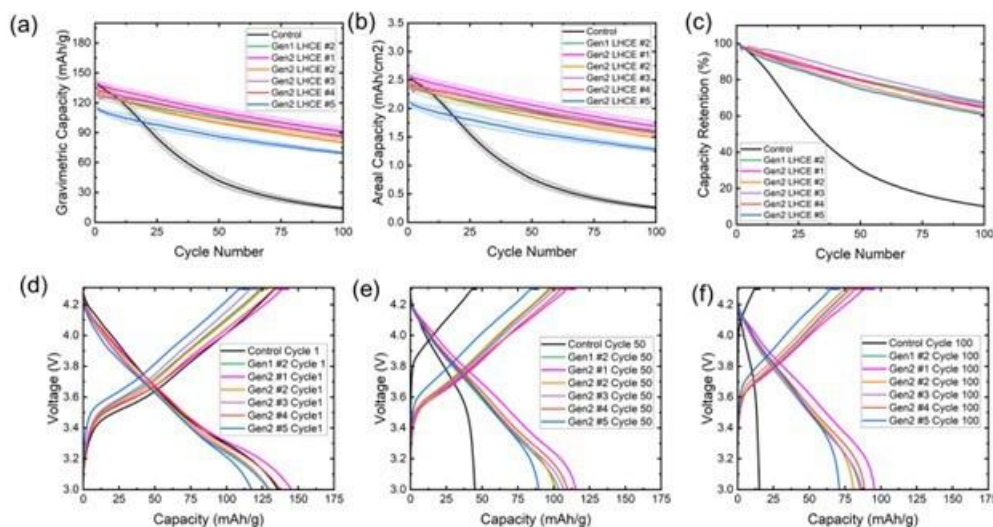 (a)
Gravimetric Capacity (mAh/g)
180
150
120
90
60
30
0
0 25 50 75 100
Cycle Number
Control
Gen1 LHCE #2
Gen2 LHCE #1
Gen2 LHCE #2
Gen2 LHCE #3
Gen2 LHCE #4
Gen2 LHCE #5
(b)
Areal Capacity (mAh/cm2)
3.5
3.0
2.5
2.0
1.5
1.0
0.5
0.0
0 25 50 75 100
Cycle Number
Control
Gen1 LHCE #2
Gen2 LHCE #1
Gen2 LHCE #2
Gen2 LHCE #3
Gen2 LHCE #4
Gen2 LHCE #5
(c)
Capacity Retention (%)
100
80
60
40
20
0
0 25 50 75 100
Cycle Number
Control
Gen1 LHCE #2
Gen2 LHCE #1
Gen2 LHCE #2
Gen2 LHCE #3
Gen2 LHCE #4
Gen2 LHCE #5
(d)
Voltage (V)
4.2
4.0
3.8
3.6
3.4
3.2
3.0
0 25 50 75 100 125 150 175
Capacity (mAh/g)
Control Cycle 1
Gen1 #2 Cycle 1
Gen2 #1 Cycle1
Gen2 #2 Cycle1
Gen2 #3 Cycle1
Gen2 #4 Cycle1
Gen2 #5 Cycle1
(e)
Voltage (V)
4.2
4.0
3.8
3.6
3.4
3.2
3.0
0 25 50 75 100 125 150 175
Capacity (mAh/g)
Control Cycle 50
Gen1 #2 Cycle 50
Gen2 #1 Cycle 50
Gen2 #2 Cycle 50
Gen2 #3 Cycle 50
Gen2 #4 Cycle 50
Gen2 #5 Cycle 50
(f)
Voltage (V)
4.2
4.0
3.8
3.6
3.4
3.2
3.0
0 25 50 75 100 125 150 175
Capacity (mAh/g)
Control Cycle 100
Gen1 #2 Cycle 100
Gen2 #1 Cycle 100
Gen2 #2 Cycle 100
Gen2 #3 Cycle 100
Gen2 #4 Cycle 100
Gen2 #5 Cycle 100